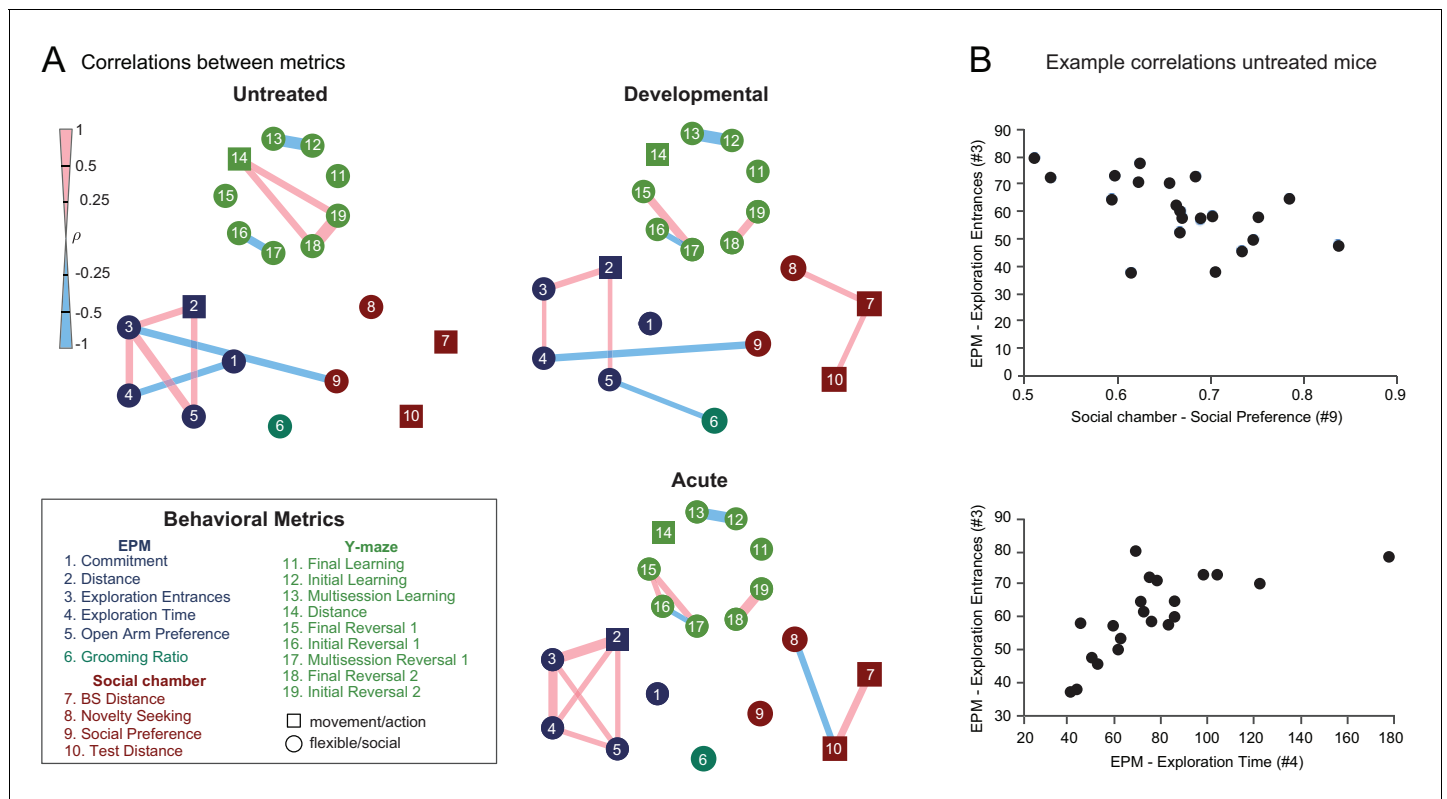 A Correlations between metrics
Untreated
1
0.5
0.25
ρ
-0.25
-0.5
-1
13
12
14
11
15
19
16
18
17
2
8
3
7
1
9
4
10
5
6
Developmental
13
12
14
11
15
19
16
18
17
2
8
3
7
1
9
4
10
5
6
Acute
13
12
14
11
15
19
16
18
17
2
8
3
7
1
9
4
10
5
6
Behavioral Metrics
EPM
1. Commitment
2. Distance
3. Exploration Entrances
4. Exploration Time
5. Open Arm Preference
6. Grooming Ratio
Social chamber
7. BS Distance
8. Novelty Seeking
9. Social Preference
10. Test Distance
Y-maze
11. Final Learning
12. Initial Learning
13. Multisession Learning
14. Distance
15. Final Reversal 1
16. Initial Reversal 1
17. Multisession Reversal 1
18. Final Reversal 2
19. Initial Reversal 2
movement/action
flexible/social
B Example correlations untreated mice
EPM - Exploration Entrances (#3)
90
80
70
60
50
40
30
20
10
0
0.5 0.6 0.7 0.8 0.9
Social chamber - Social Preference (#9)
EPM - Exploration Entrances (#3)
90
80
70
60
50
40
30
20 40 60 80 100 120 140 160 180
EPM - Exploration Time (#4)